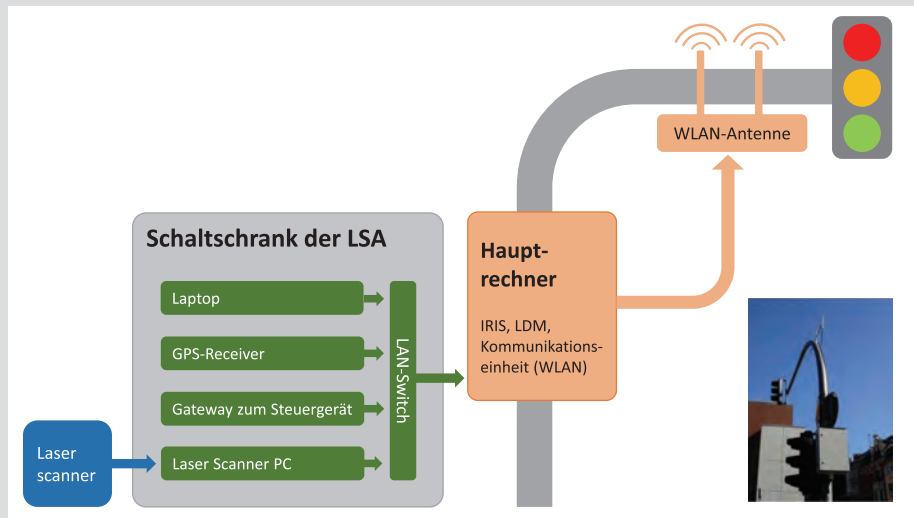 WLAN-Antenne
Schaltschrank der LSA
Laptop
GPS-Receiver
Gateway zum Steuergerät
Laser Scanner PC
LAN-Switch
Laser
scanner
Haupt-
rechner
IRIS, LDM,
Kommunikations-
einheit (WLAN)